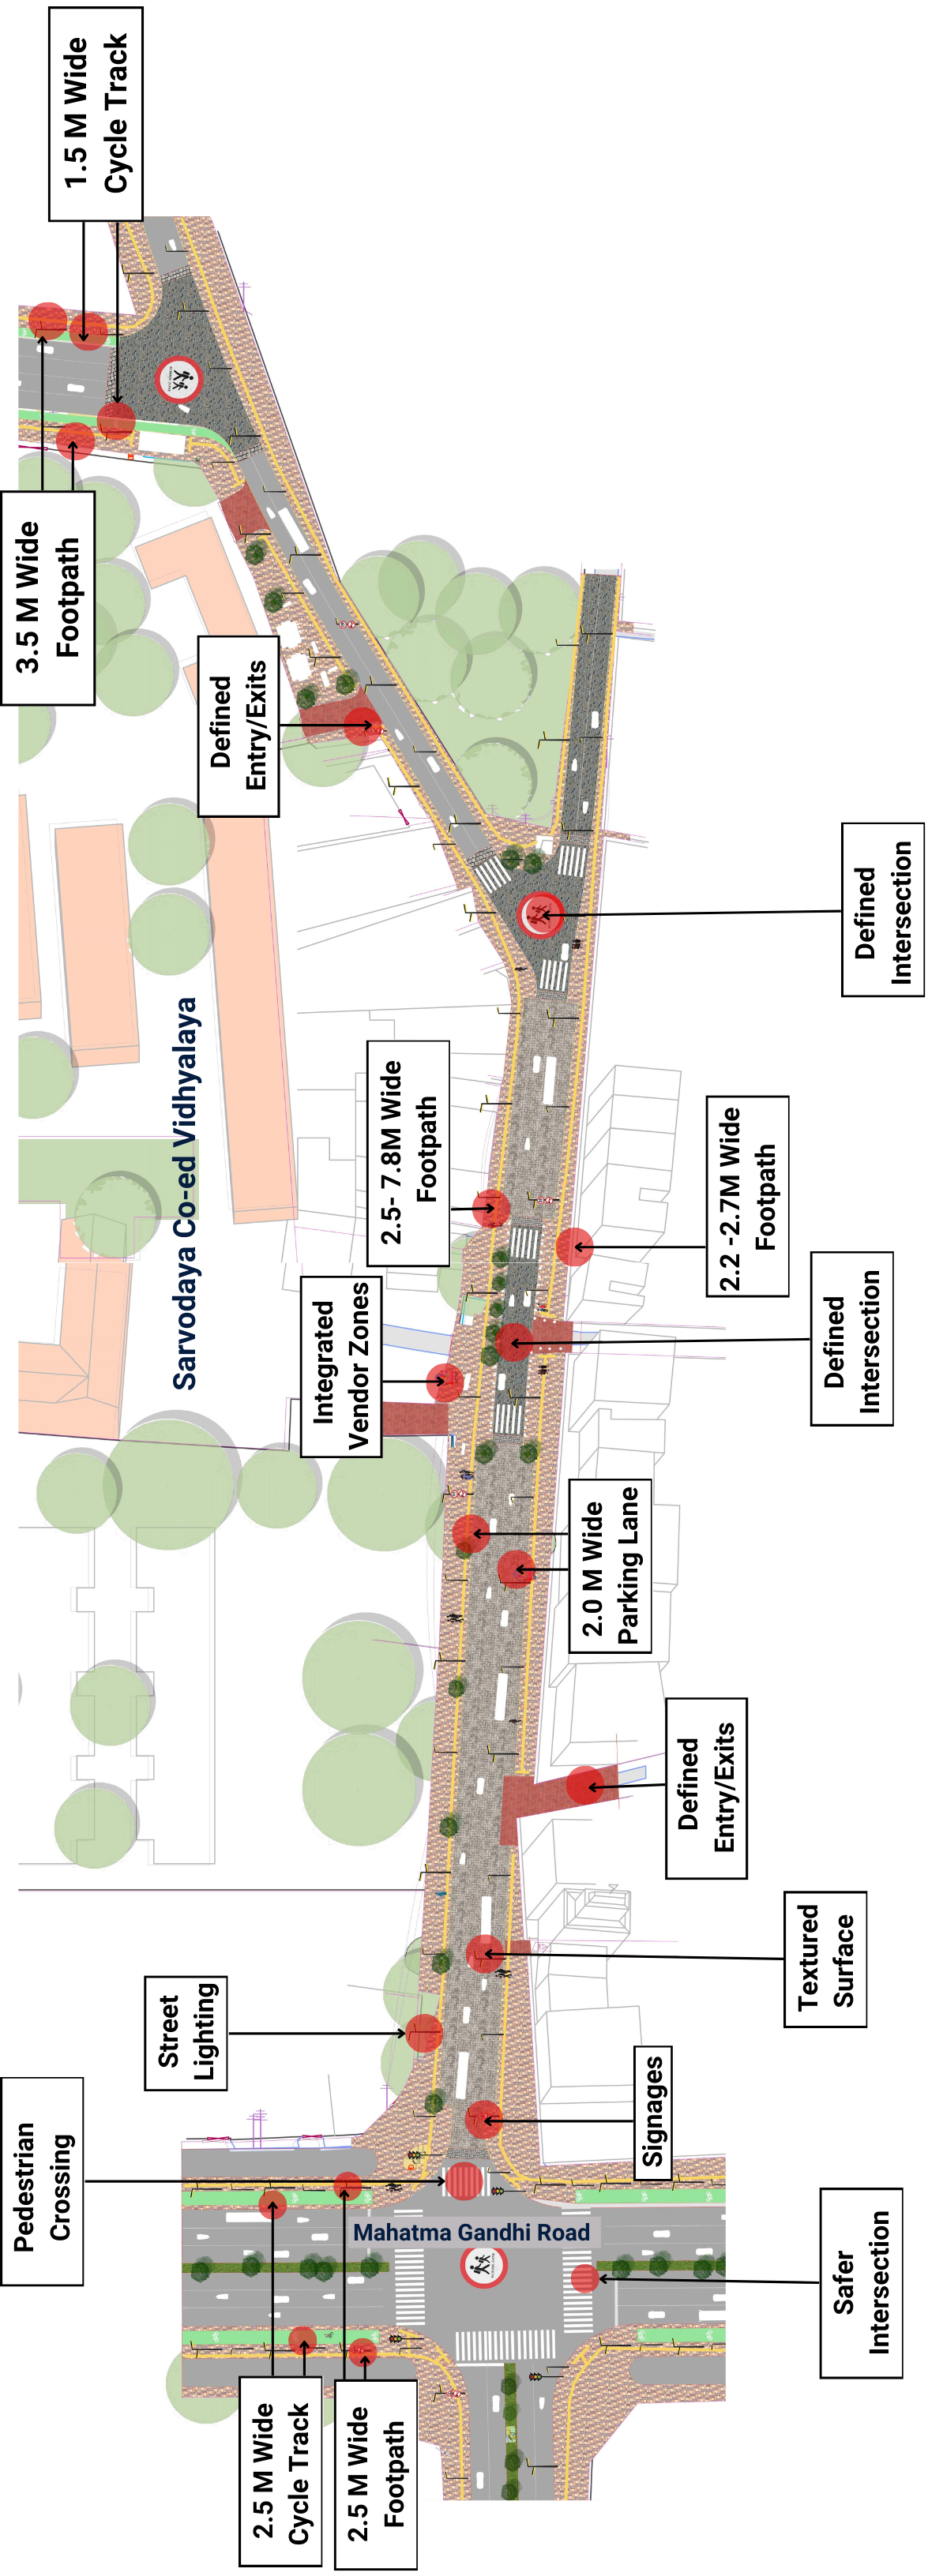 1.5 M Wide
Cycle Track
3.5 M Wide
Footpath
Defined
Entry/Exits
Defined
Intersection
Sarvodaya Co-ed Vidhyalaya
2.5- 7.8M Wide
Footpath
2.2 -2.7M Wide
Footpath
Integrated
Vendor Zones
Defined
Intersection
2.0 M Wide
Parking Lane
Defined
Entry/Exits
Textured
Surface
Street
Lighting
Signages
Pedestrian
Crossing
Mahatma Gandhi Road
Safer
Intersection
2.5 M Wide
Cycle Track
2.5 M Wide
Footpath